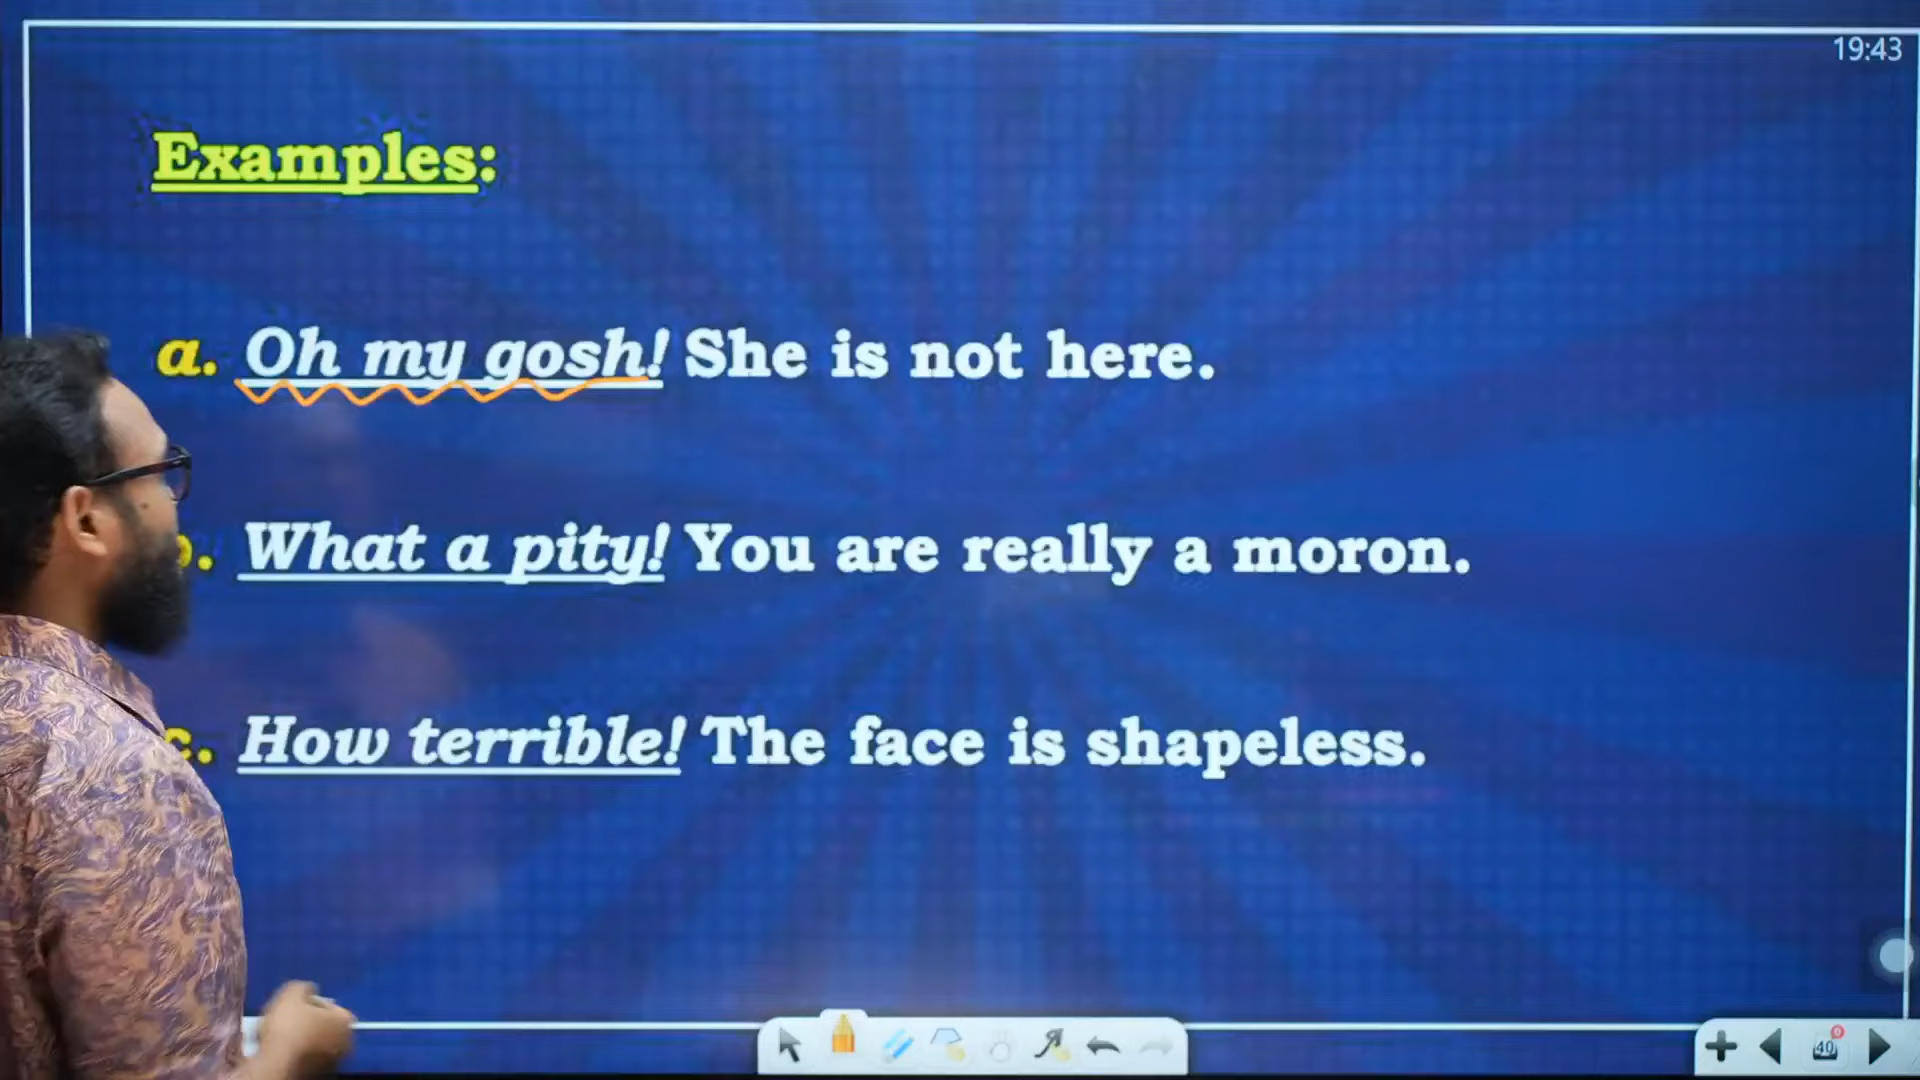 19:43
Examples:
a. Oh my gosh! She is not here.
b. What a pity! You are really a moron.
c. How terrible! The face is shapeless.
40